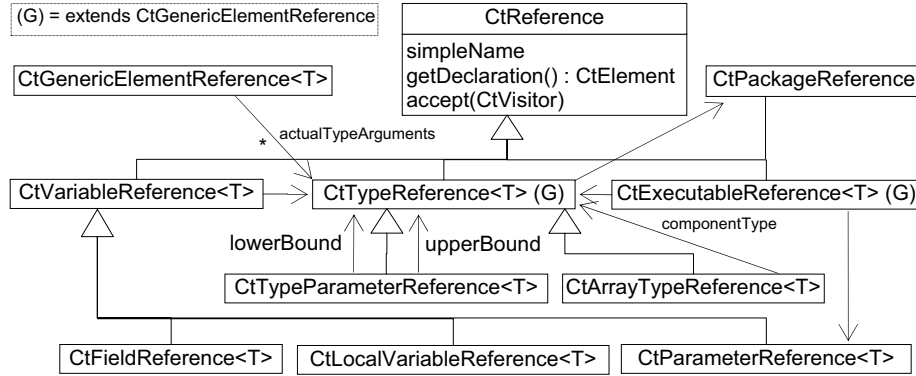 (G) = extends CtGenericElementReference
CtReference
simpleName
getDeclaration() : CtElement
accept(CtVisitor)
CtGenericElementReference<T>
CtPackageReference
actualTypeArguments
*
CtVariableReference<T>
CtTypeReference<T> (G)
CtExecutableReference<T> (G)
componentType
lowerBound
upperBound
CtTypeParameterReference<T>
CtArrayTypeReference<T>
CtFieldReference<T>
CtLocalVariableReference<T>
CtParameterReference<T>